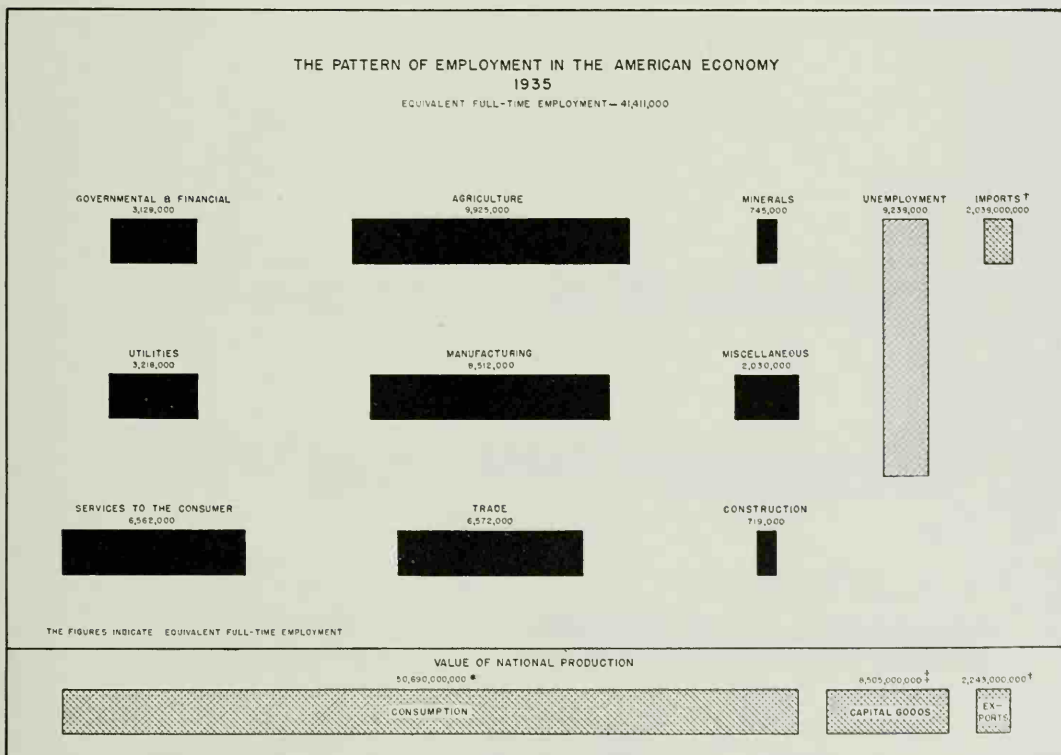 THE PATTERN OF EMPLOYMENT IN THE AMERICAN ECONOMY
1935
EQUIVALENT FULL-TIME EMPLOYMENT—41,411,000
GOVERNMENTAL & FINANCIAL
3,129,000
AGRICULTURE
9,925,000
MINERALS
745,000
UNEMPLOYMENT
9,239,000
IMPORTS†
2,039,000,000
UTILITIES
3,218,000
MANUFACTURING
8,512,000
MISCELLANEOUS
2,030,000
SERVICES TO THE CONSUMER
6,562,000
TRADE
6,572,000
CONSTRUCTION
719,000
THE FIGURES INDICATE EQUIVALENT FULL-TIME EMPLOYMENT
VALUE OF NATIONAL PRODUCTION
50,690,000,000*
CONSUMPTION
8,505,000,000‡
CAPITAL GOODS
2,243,000,000†
EX-
PORTS